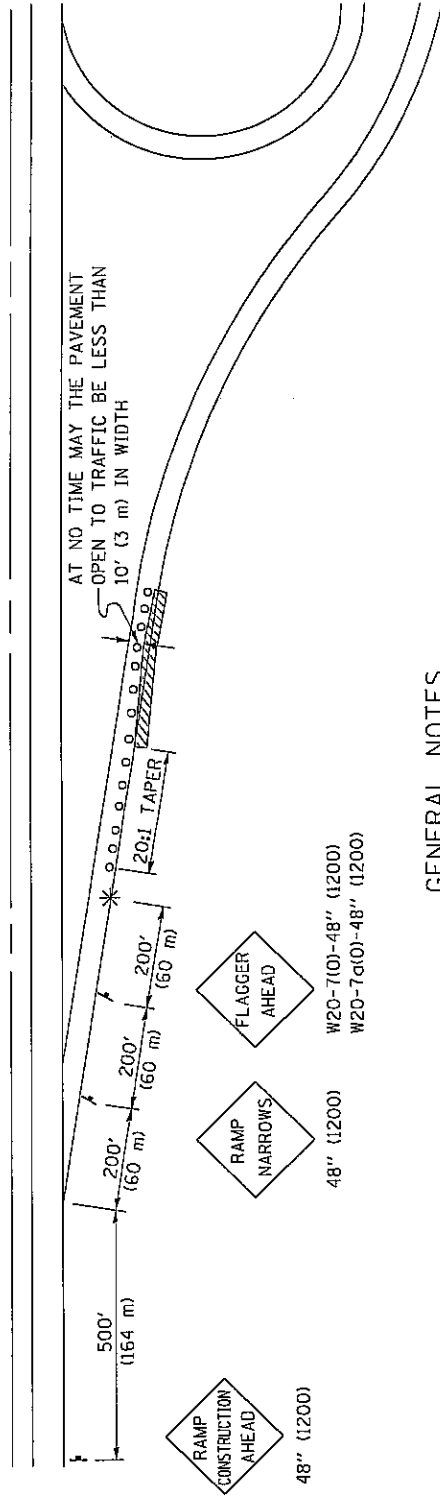 AT NO TIME MAY THE PAVEMENT
OPEN TO TRAFFIC BE LESS THAN
10' (3 m) IN WIDTH
20:1 TAPER
200'
(60 m)
200'
(60 m)
200'
(60 m)
500'
(164 m)
RAMP
CONSTRUCTION
AHEAD
48" (1200)
RAMP
NARROWS
48" (1200)
FLAGGER
AHEAD
W20-7(O)-48" (1200)
W20-7a(O)-48" (1200)
GENERAL NOTES